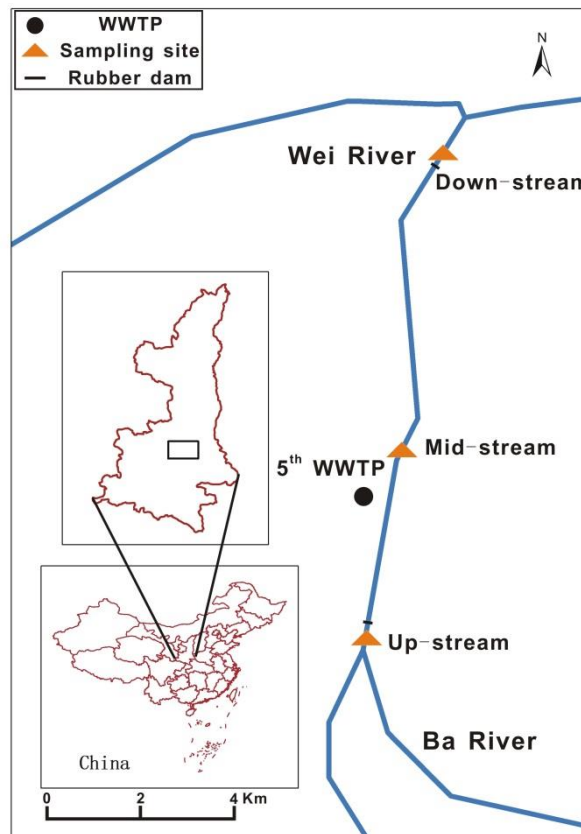 WWTP
Sampling site
Rubber dam
N
Wei River
Down-stream
5th WWTP
Mid-stream
Up-stream
Ba River
China
0 2 4 Km